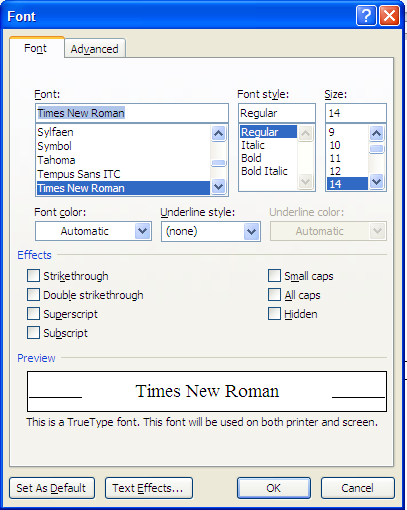 Font
Font Advanced
Font: Font style: Size:
Times New Roman Regular 14
Sylfaen Regular 9
Symbol Italic 10
Tahoma Bold 11
Tempus Sans ITC Bold Italic 12
Times New Roman 14
Font color: Underline style: Underline color:
Automatic (none) Automatic
Effects
Strikethrough Small caps
Double strikethrough All caps
Superscript Hidden
Subscript
Preview
Times New Roman
This is a TrueType font. This font will be used on both printer and screen.
Set As Default Text Effects... OK Cancel